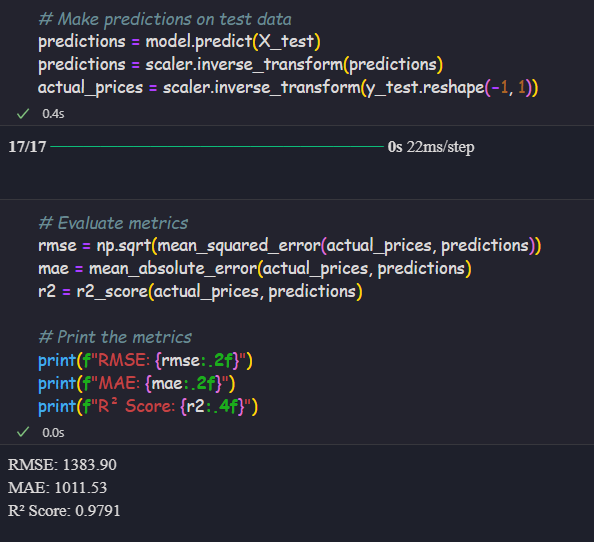 # Make predictions on test data
predictions = model.predict(X_test)
predictions = scaler.inverse_transform(predictions)
actual_prices = scaler.inverse_transform(y_test.reshape(-1, 1))
✓ 0.4s
17/17 0s 22ms/step
# Evaluate metrics
rmse = np.sqrt(mean_squared_error(actual_prices, predictions))
mae = mean_absolute_error(actual_prices, predictions)
r2 = r2_score(actual_prices, predictions)
# Print the metrics
print(f"RMSE: {rmse:.2f}")
print(f"MAE: {mae:.2f}")
print(f"R² Score: {r2:.4f}")
✓ 0.0s
RMSE: 1383.90
MAE: 1011.53
R² Score: 0.9791